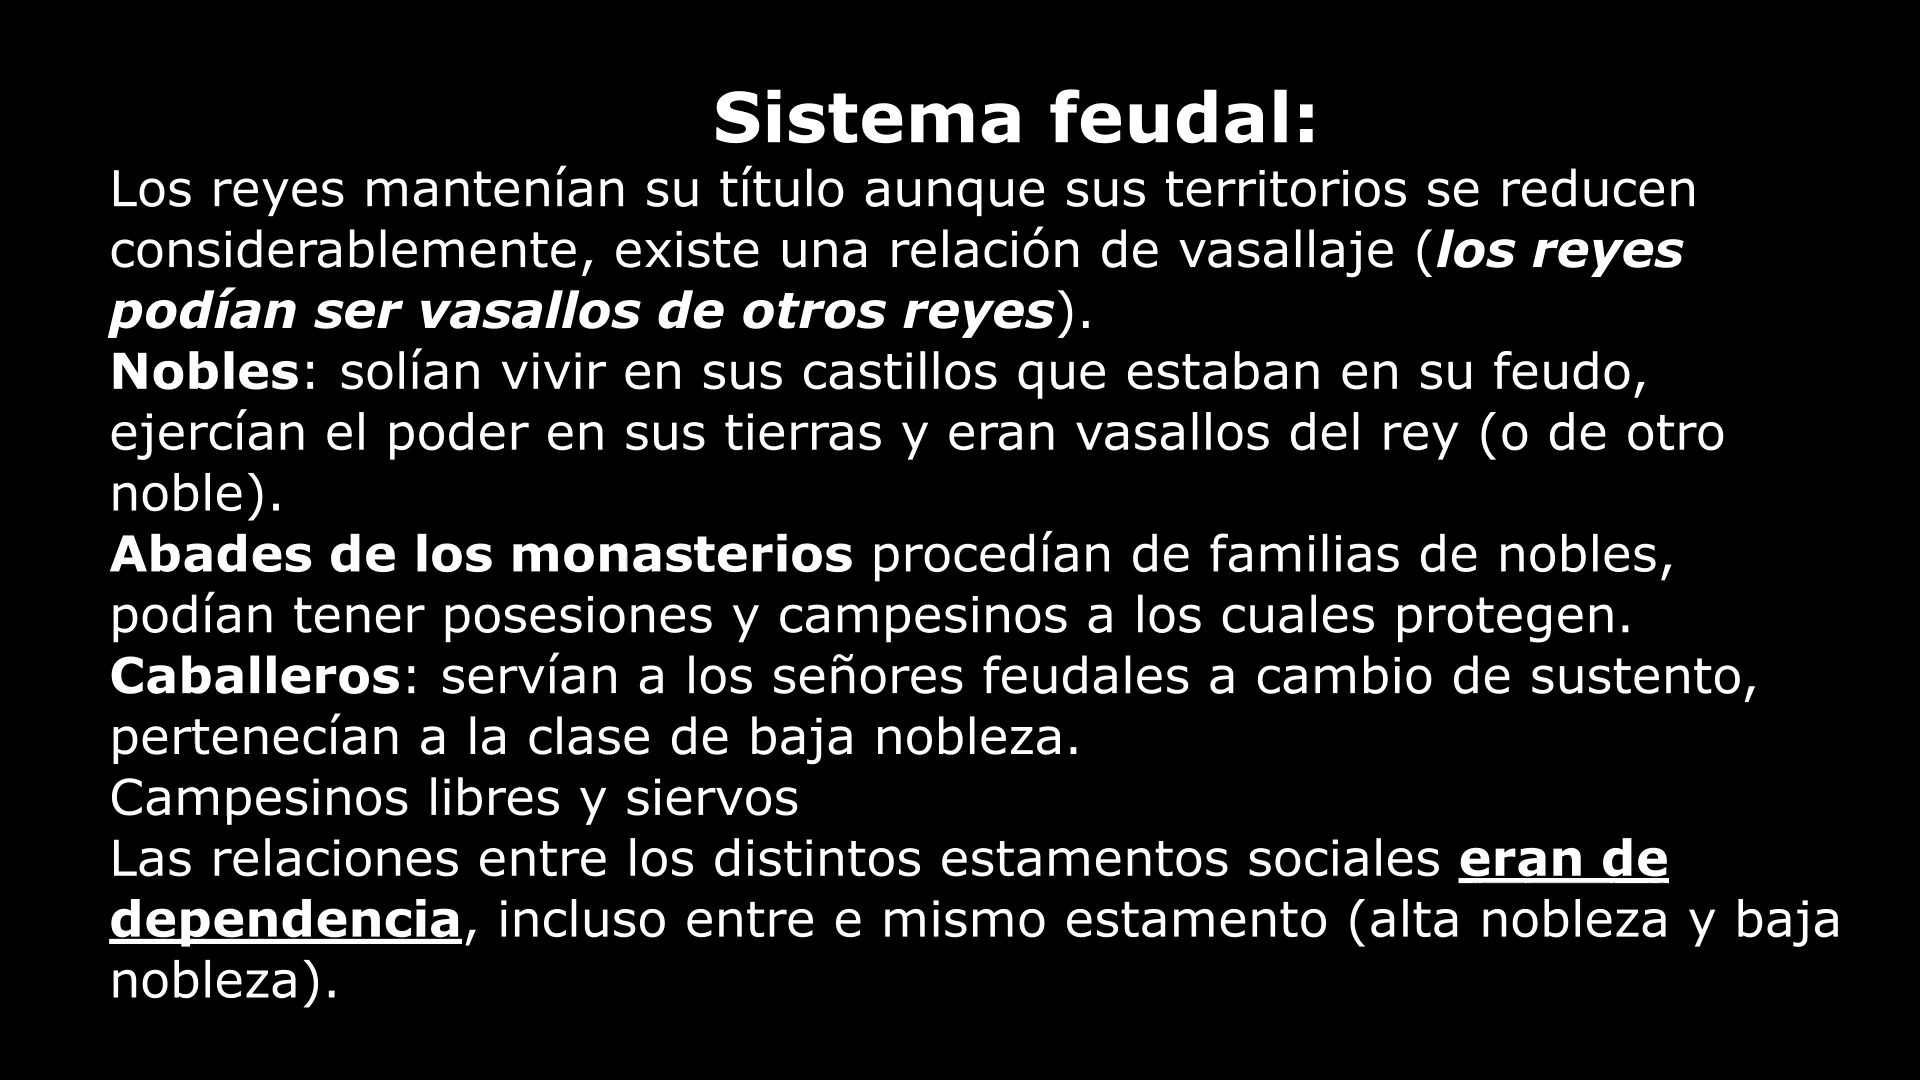 Sistema feudal:
Los reyes mantenían su título aunque sus territorios se reducen
considerablemente, existe una relación de vasallaje (los reyes
podían ser vasallos de otros reyes).
Nobles: solían vivir en sus castillos que estaban en su feudo,
ejercían el poder en sus tierras y eran vasallos del rey (o de otro
noble).
Abades de los monasterios procedían de familias de nobles,
podían tener posesiones y campesinos a los cuales protegen.
Caballeros: servían a los señores feudales a cambio de sustento,
pertenecían a la clase de baja nobleza.
Campesinos libres y siervos
Las relaciones entre los distintos estamentos sociales eran de
dependencia, incluso entre e mismo estamento (alta nobleza y baja
nobleza).